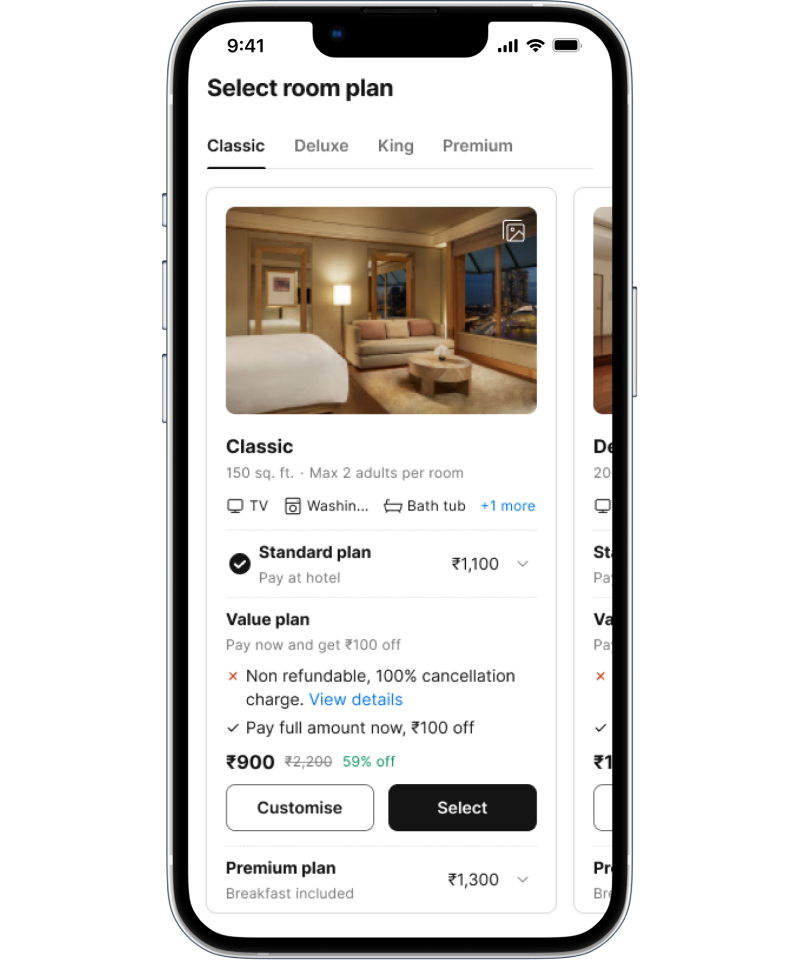 9:41
Select room plan
Classic Deluxe King Premium
Classic
150 sq. ft. · Max 2 adults per room
TV Washin... Bath tub +1 more
Standard plan
Pay at hotel
₹1,100
Value plan
Pay now and get ₹100 off
Non refundable, 100% cancellation
charge. View details
Pay full amount now, ₹100 off
₹900 ₹2,200 59% off
Customise Select
Premium plan
Breakfast included
₹1,300
De
20
Sta
Pa
Va
Pa
₹1
Pr
Bre